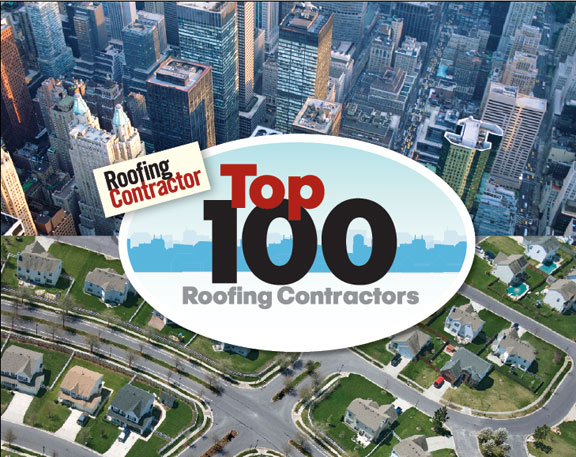 Roofing
Contractor
Top
100
Roofing Contractors